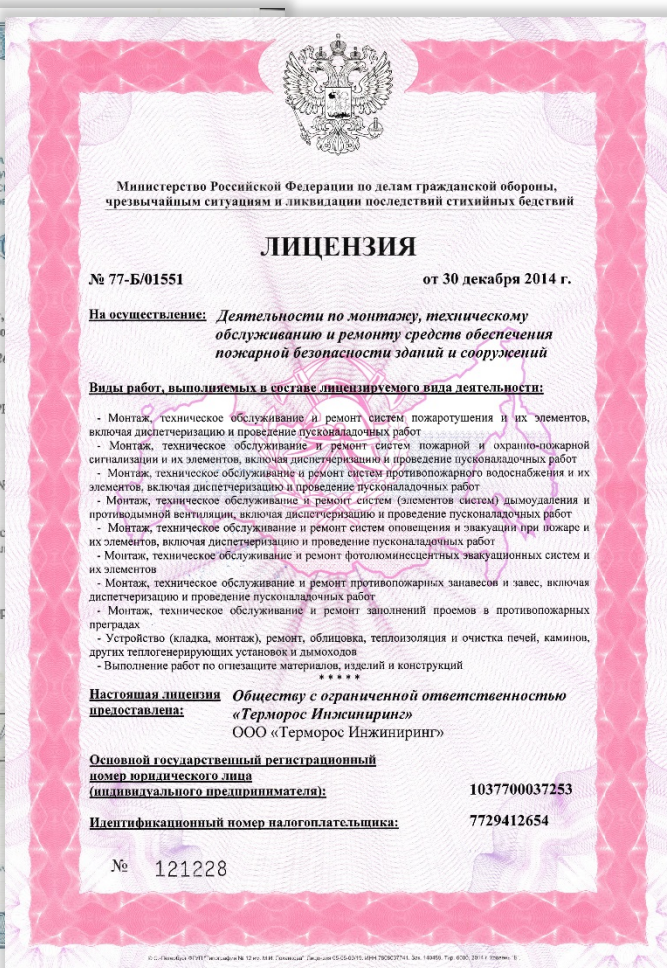 Министерство Российской Федерации по делам гражданской обороны,
чрезвычайным ситуациям и ликвидации последствий стихийных бедствий
ЛИЦЕНЗИЯ
№ 77-Б/01551 от 30 декабря 2014 г.
На осуществление: Деятельности по монтажу, техническому
обслуживанию и ремонту средств обеспечения
пожарной безопасности зданий и сооружений
Виды работ, выполняемых в составе лицензируемого вида деятельности:
- Монтаж, техническое обслуживание и ремонт систем пожаротушения и их элементов,
включая диспетчеризацию и проведение пусконаладочных работ
- Монтаж, техническое обслуживание и ремонт систем пожарной и охранно-пожарной
сигнализации и их элементов, включая диспетчеризацию и проведение пусконаладочных работ
- Монтаж, техническое обслуживание и ремонт систем противопожарного водоснабжения и их
элементов, включая диспетчеризацию и проведение пусконаладочных работ
- Монтаж, техническое обслуживание и ремонт систем (элементов систем) дымоудаления и
противодымной вентиляции, включая диспетчеризацию и проведение пусконаладочных работ
- Монтаж, техническое обслуживание и ремонт систем оповещения и эвакуации при пожаре и
их элементов, включая диспетчеризацию и проведение пусконаладочных работ
- Монтаж, техническое обслуживание и ремонт фотолюминесцентных эвакуационных систем и
их элементов
- Монтаж, техническое обслуживание и ремонт противопожарных занавесов и завес, включая
диспетчеризацию и проведение пусконаладочных работ
- Монтаж, техническое обслуживание и ремонт заполнений проемов в противопожарных
преградах
- Устройство (кладка, монтаж), ремонт, облицовка, теплоизоляция и очистка печей, каминов,
других теплогенерирующих установок и дымоходов
- Выполнение работ по огнезащите материалов, изделий и конструкций
* * * * *
Настоящая лицензия Обществу с ограниченной ответственностью
предоставлена: «Терморос Инжиниринг»
ООО «Терморос Инжиниринг»
Основной государственный регистрационный
номер юридического лица
(индивидуального предпринимателя): 1037700037253
Идентификационный номер налогоплательщика: 7729412654
№ 121228